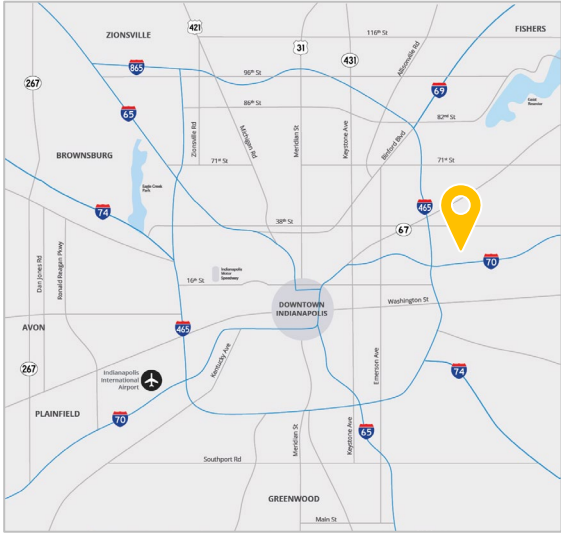 ZIONSVILLE
421
116th St
FISHERS
31
431
Allisonville Rd
865
96th St
267
69
65
86th St
82nd St
Geist
Reservoir
Zionsville Rd
Michigan Rd
Meridian St
Keystone Ave
Binford Blvd
BROWNSBURG
71st St
71st St
Eagle Creek
Park
74
465
38th St
67
70
Dan Jones Rd
Ronald Reagan Pkwy
Indianapolis
Motor
Speedway
16th St
DOWNTOWN
INDIANAPOLIS
Washington St
AVON
465
Kentucky Ave
Emerson Ave
267
Indianapolis
International
Airport
74
PLAINFIELD
70
65
Meridian St
Keystone Ave
Southport Rd
GREENWOOD
Main St